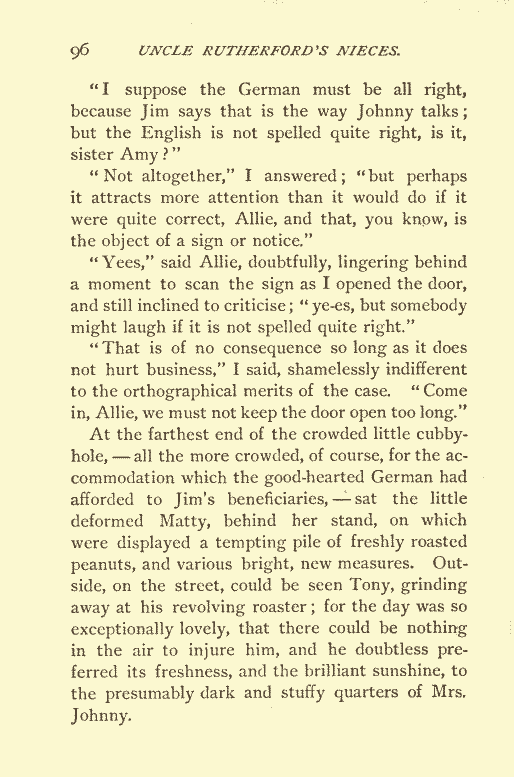 96 UNCLE RUTHERFORD'S NIECES.
"I suppose the German must be all right,
because Jim says that is the way Johnny talks;
but the English is not spelled quite right, is it,
sister Amy?"
"Not altogether," I answered; "but perhaps
it attracts more attention than it would do if it
were quite correct, Allie, and that, you know, is
the object of a sign or notice."
"Yees," said Allie, doubtfully, lingering behind
a moment to scan the sign as I opened the door,
and still inclined to criticise; "ye-es, but somebody
might laugh if it is not spelled quite right."
"That is of no consequence so long as it does
not hurt business," I said, shamelessly indifferent
to the orthographical merits of the case. "Come
in, Allie, we must not keep the door open too long."
At the farthest end of the crowded little cubby-
hole, — all the more crowded, of course, for the ac-
commodation which the good-hearted German had
afforded to Jim's beneficiaries, — sat the little
deformed Matty, behind her stand, on which
were displayed a tempting pile of freshly roasted
peanuts, and various bright, new measures. Out-
side, on the street, could be seen Tony, grinding
away at his revolving roaster; for the day was so
exceptionally lovely, that there could be nothing
in the air to injure him, and he doubtless pre-
ferred its freshness, and the brilliant sunshine, to
the presumably dark and stuffy quarters of Mrs.
Johnny.